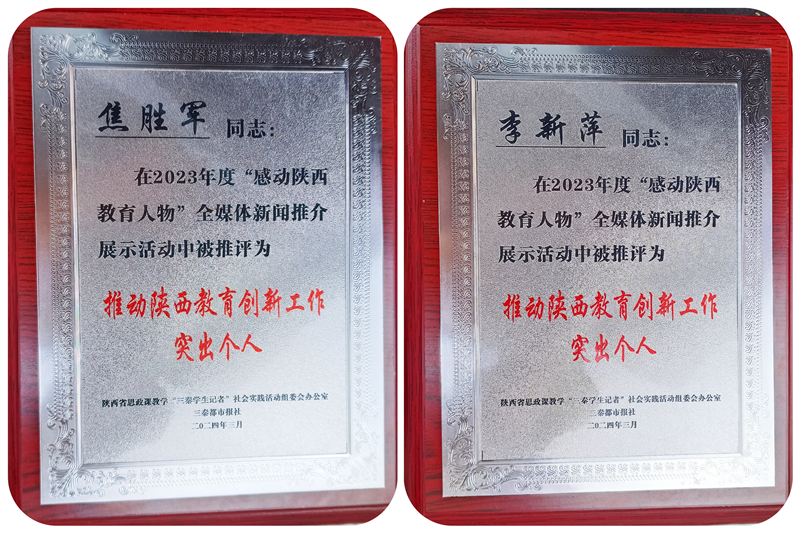 焦胜军 同志：
在2023年度“感动陕西
教育人物”全媒体新闻推介
展示活动中被推评为
推动陕西教育创新工作
突出个人
陕西省思政课教学“三秦学生记者”社会实践活动组委会办公室
三秦都市报社
二〇二四年三月
李新萍 同志：
在2023年度“感动陕西
教育人物”全媒体新闻推介
展示活动中被推评为
推动陕西教育创新工作
突出个人
陕西省思政课教学“三秦学生记者”社会实践活动组委会办公室
三秦都市报社
二〇二四年三月